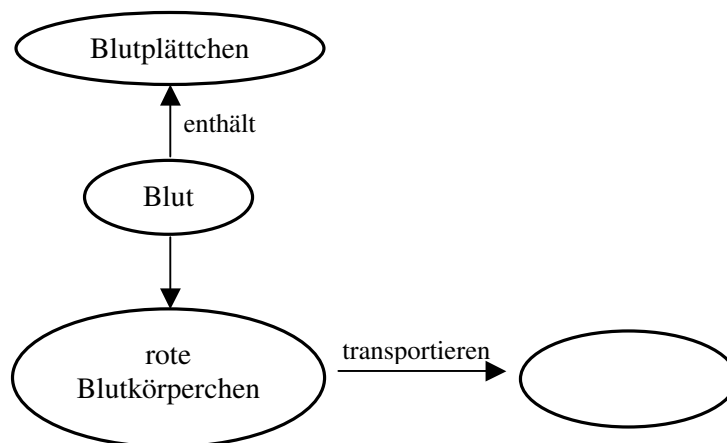 Blutplättchen
enthält
Blut
rote
Blutkörperchen
transportieren